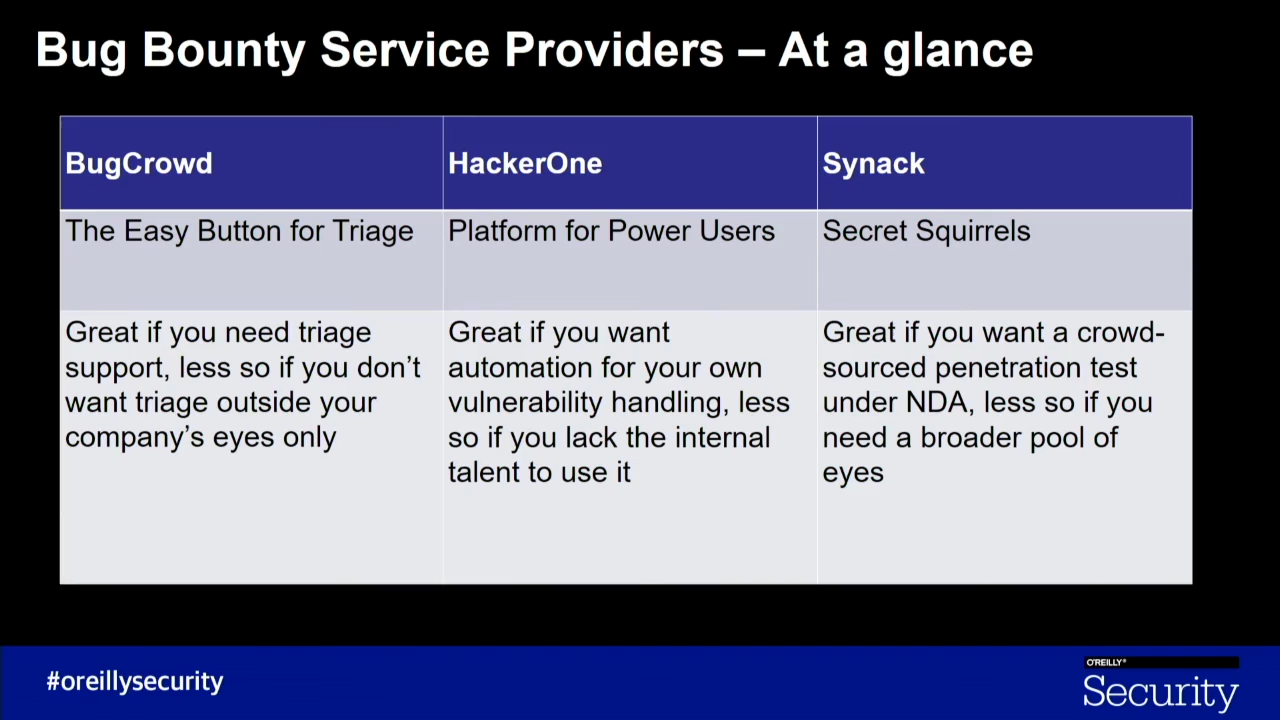 Bug Bounty Service Providers – At a glance
BugCrowd
HackerOne
Synack
The Easy Button for Triage
Platform for Power Users
Secret Squirrels
Great if you need triage
support, less so if you don’t
want triage outside your
company’s eyes only
Great if you want
automation for your own
vulnerability handling, less
so if you lack the internal
talent to use it
Great if you want a crowd-
sourced penetration test
under NDA, less so if you
need a broader pool of
eyes
#oreillysecurity
O'REILLY®
Security